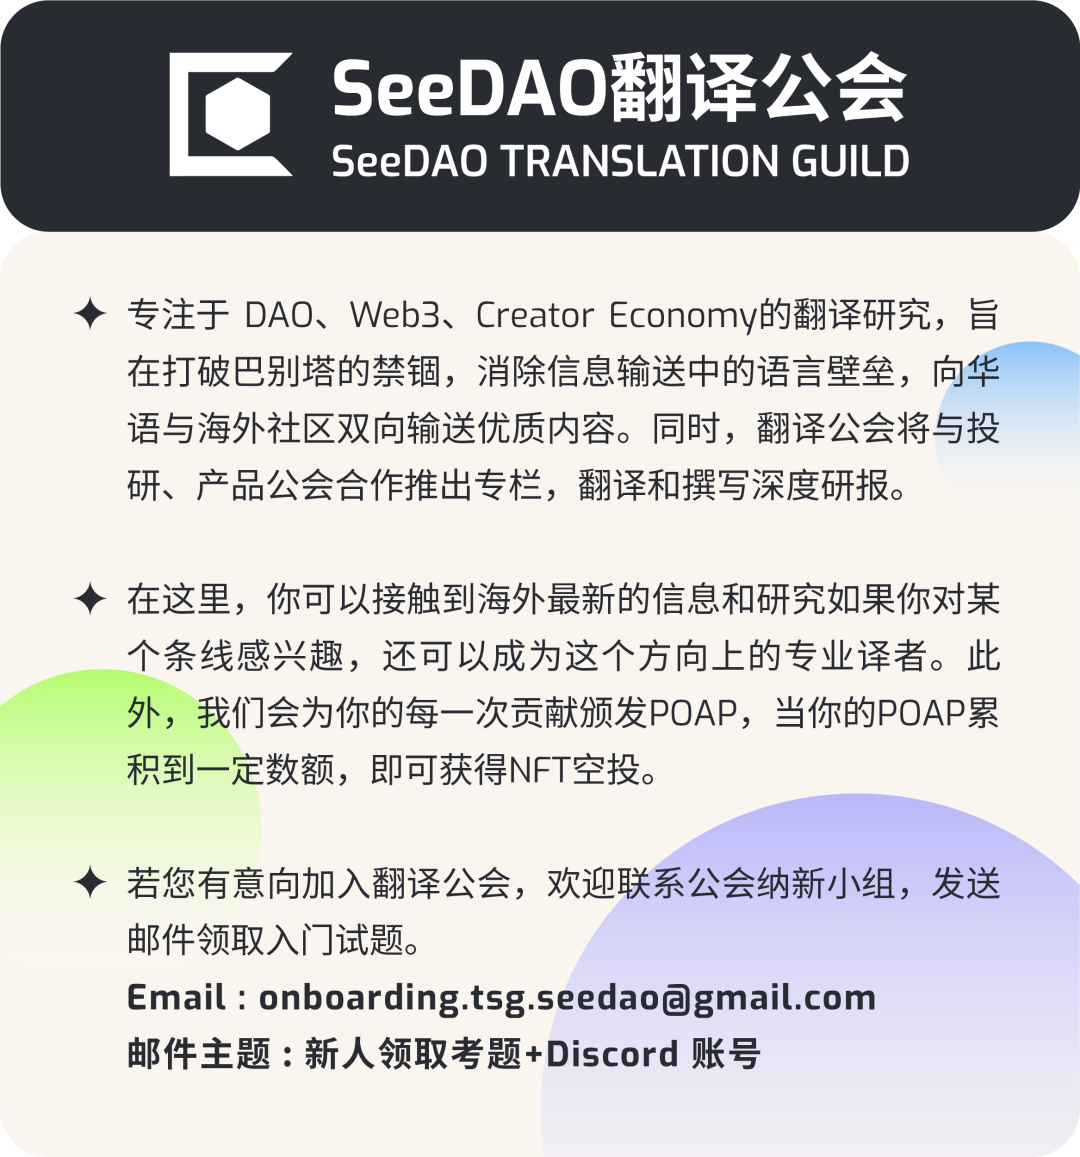 SeeDAO翻译公会
SeeDAO TRANSLATION GUILD
专注于 DAO、Web3、Creator Economy的翻译研究，旨
在打破巴别塔的禁锢，消除信息输送中的语言壁垒，向华
语与海外社区双向输送优质内容。同时，翻译公会将与投
研、产品公会合作推出专栏，翻译和撰写深度研报。
在这里，你可以接触到海外最新的信息和研究如果你对某
个条线感兴趣，还可以成为这个方向上的专业译者。此
外，我们会为你的每一次贡献颁发POAP，当你的POAP累
积到一定数额，即可获得NFT空投。
若您有意向加入翻译公会，欢迎联系公会纳新小组，发送
邮件领取入门试题。
Email : onboarding.tsg.seedao@gmail.com
邮件主题 : 新人领取考题+Discord 账号